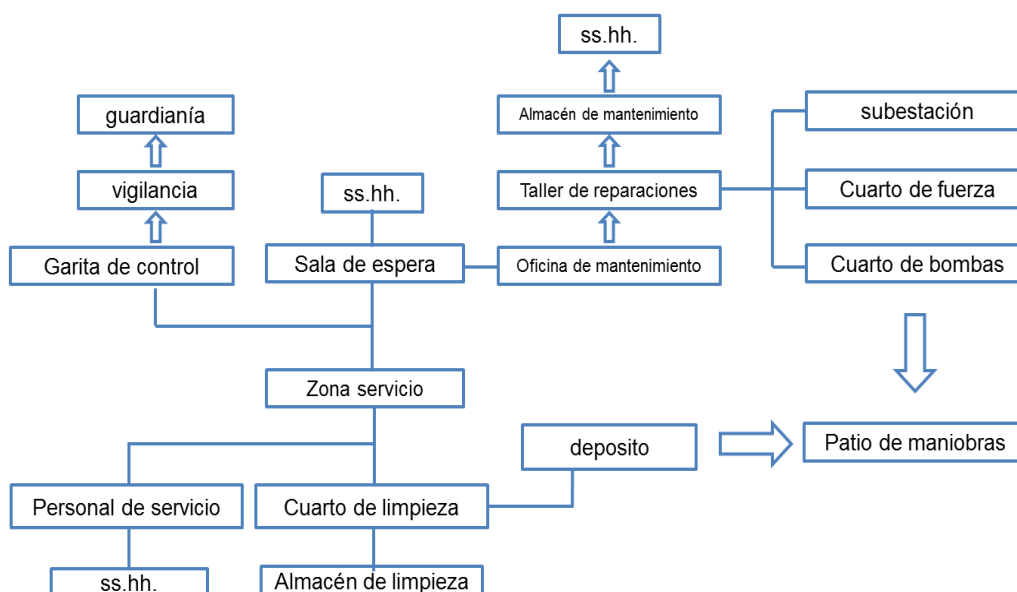 ss.hh.
guardianía
Almacén de mantenimiento
subestación
vigilancia
ss.hh.
Taller de reparaciones
Cuarto de fuerza
Garita de control
Sala de espera
Oficina de mantenimiento
Cuarto de bombas
Zona servicio
deposito
Patio de maniobras
Personal de servicio
Cuarto de limpieza
ss.hh.
Almacén de limpieza